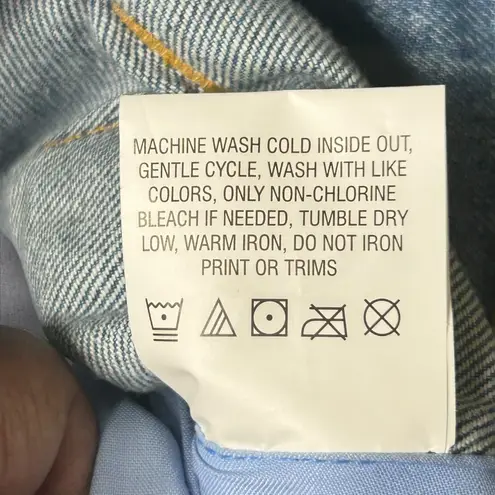 MACHINE WASH COLD INSIDE OUT,
GENTLE CYCLE, WASH WITH LIKE
COLORS, ONLY NON-CHLORINE
BLEACH IF NEEDED, TUMBLE DRY
LOW, WARM IRON, DO NOT IRON
PRINT OR TRIMS